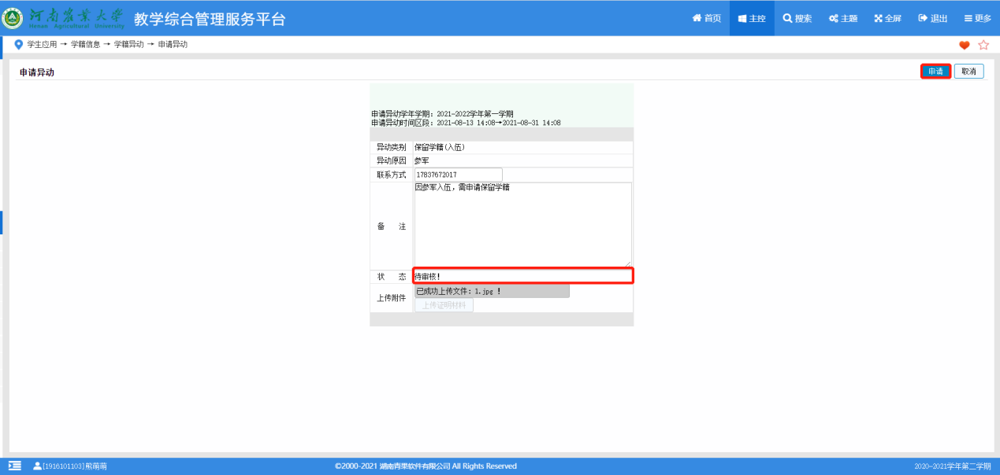 河南农业大学 教学综合管理服务平台 首页 主控 搜索 主题 全屏 退出 更多
Henan Agricultural University
学生应用 → 学籍信息 → 学籍异动 → 申请异动
申请异动 申请 取消
申请异动学年学期: 2021-2022学年第一学期
申请异动时间区段: 2021-08-13 14:08→2021-08-31 14:08
异动类别 保留学籍(入伍)
异动原因 参军
联系方式 17837672017
因参军入伍，需申请保留学籍
备 注
状 态 待审核!
已成功上传文件: 1.jpg !
上传附件
上传证明材料
[1916101103]熊萌萌 ©2000-2021 湖南青果软件有限公司 All Rights Reserved 2020-2021学年第二学期